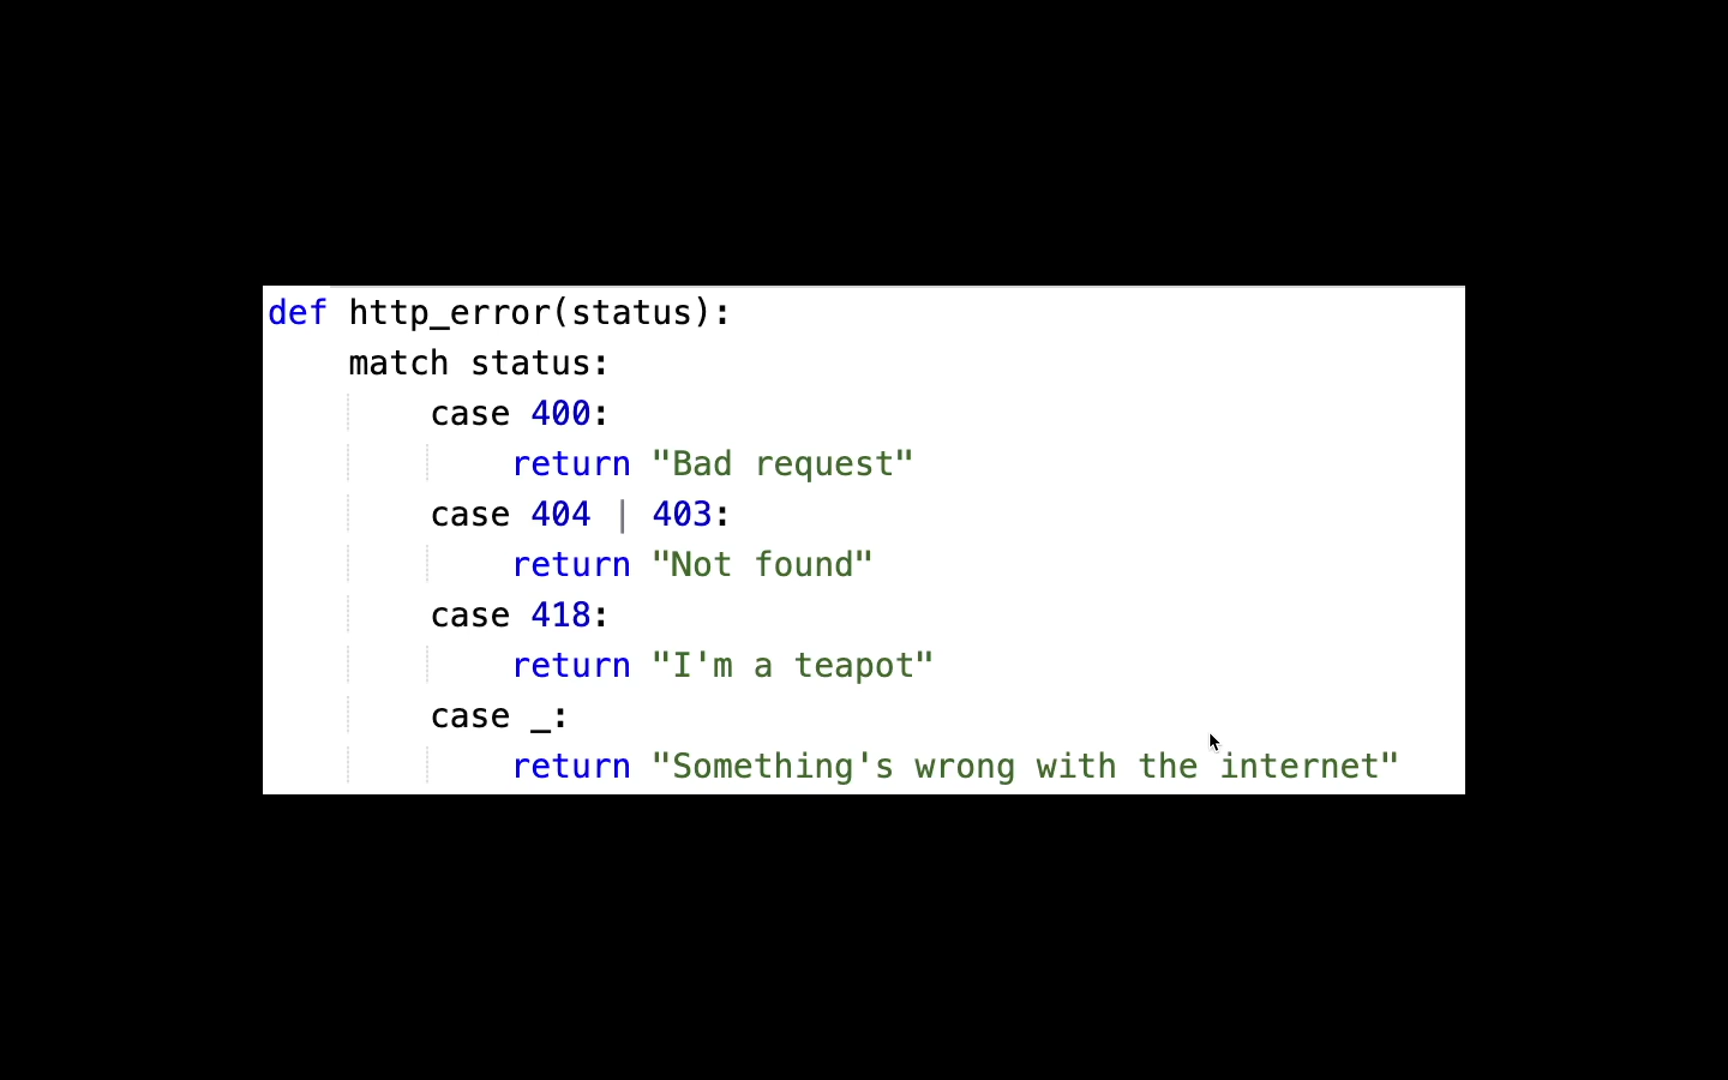 def http_error(status):
    match status:
        case 400:
            return "Bad request"
        case 404 | 403:
            return "Not found"
        case 418:
            return "I'm a teapot"
        case _:
            return "Something's wrong with the internet"